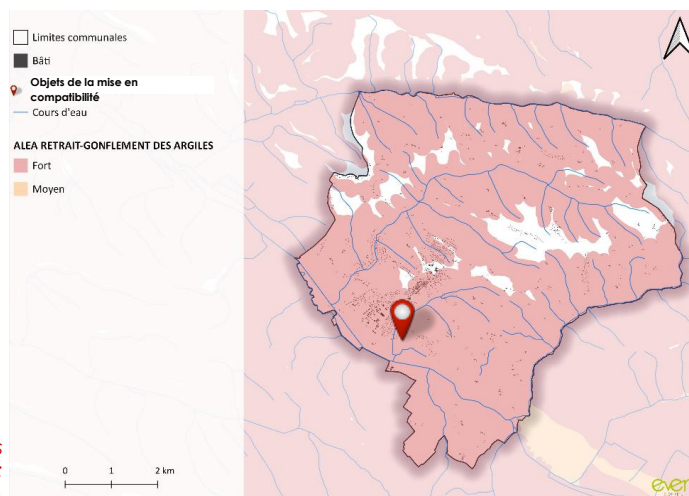 Limites communales
Bâti
Objets de la mise en
compatibilité
Cours d'eau
ALEA RETRAIT-GONFLEMENT DES ARGILES
Fort
Moyen
0 1 2 km
even